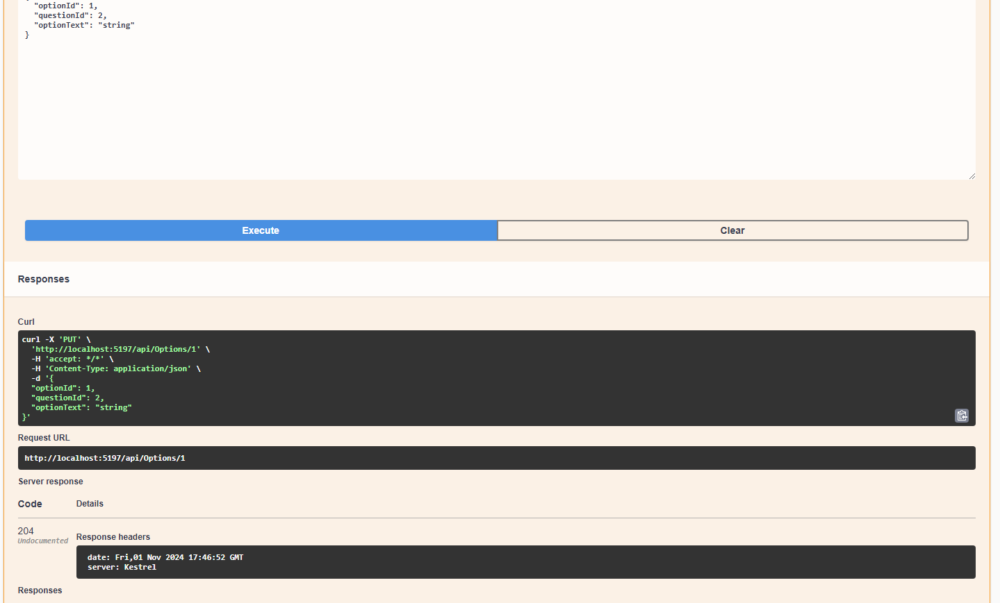 "optionId": 1,
"questionId": 2,
"optionText": "string"
}
Execute
Clear
Responses
Curl
curl -X 'PUT' \
'http://localhost:5197/api/Options/1' \
-H 'accept: */*' \
-H 'Content-Type: application/json' \
-d '{
"optionId": 1,
"questionId": 2,
"optionText": "string"
}'
Request URL
http://localhost:5197/api/Options/1
Server response
Code Details
204
Undocumented
Response headers
date: Fri,01 Nov 2024 17:46:52 GMT
server: Kestrel
Responses